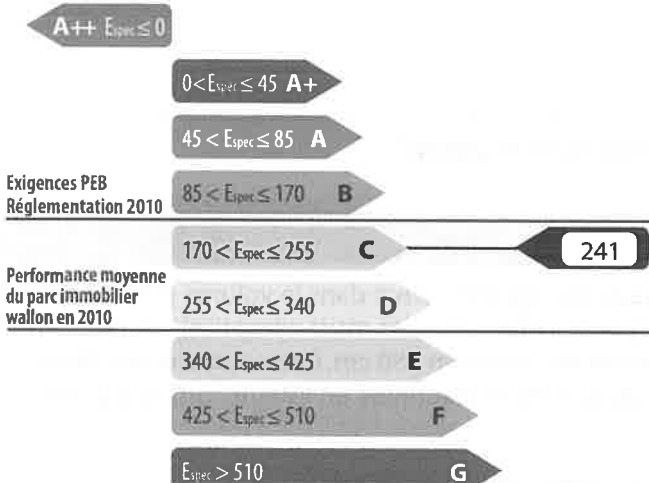 A++ Espec ≤ 0
0 < Espec ≤ 45 A+
45 < Espec ≤ 85 A
Exigences PEB
Réglementation 2010
85 < Espec ≤ 170 B
170 < Espec ≤ 255 C
241
Performance moyenne
du parc immobilier
wallon en 2010
255 < Espec ≤ 340 D
340 < Espec ≤ 425 E
425 < Espec ≤ 510 F
Espec > 510 G